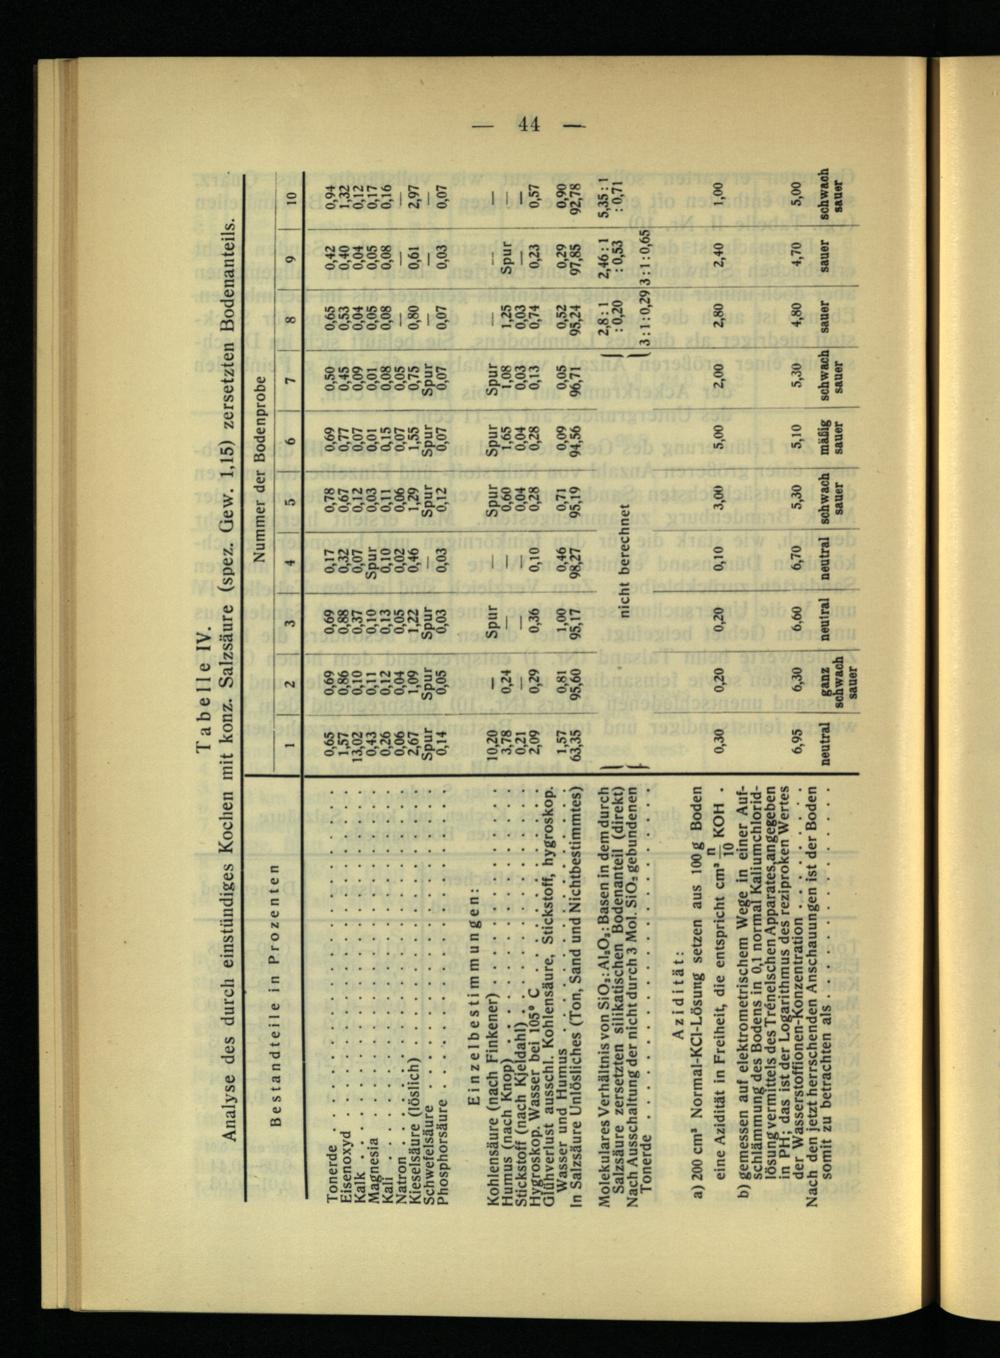 — 44 —
Tabelle IV.
Analyse des durch einstündiges Kochen mit konz. Salzsäure (spez. Gew. 1,15) zersetzten Bodenanteils.
Bestandteile in Prozenten Nummer der Bodenprobe
1 2 3 4 5 6 7 8 9 10
Tonerde . . . 0,65 0,69 0,69 0,17 0,78 0,69 0,50 0,65 0,42 0,94
Eisenoxyd . . . 1,57 0,86 0,88 0,32 0,67 0,77 0,45 0,53 0,40 1,32
Kalk . . . 13,02 0,10 0,37 0,07 0,12 0,07 0,09 0,04 0,04 0,12
Magnesia . . . 0,43 0,11 0,10 Spur 0,03 0,01 0,01 0,05 0,05 0,17
Kali . . . 0,26 0,12 0,13 0,10 0,11 0,15 0,08 0,08 0,08 0,16
Natron . . . 0,06 0,04 0,05 0,02 0,06 0,07 0,05 — — —
Kieselsäure (löslich) . . . 2,67 1,09 1,22 0,46 1,29 1,55 0,75 0,80 0,61 2,97
Schwefelsäure . . . Spur Spur Spur — Spur Spur Spur — — —
Phosphorsäure . . . 0,14 0,05 0,03 0,03 0,12 0,07 0,07 0,07 0,03 0,07
Einzelbestimmungen:
Kohlensäure (nach Finkener) . . . 10,20 — Spur — Spur Spur Spur — — —
Humus (nach Knop) . . . 3,78 0,24 — — 0,60 1,65 1,08 1,25 Spur —
Stickstoff (nach Kjeldahl) . . . 0,21 — — — 0,04 0,04 0,03 0,03 — —
Hygroskop. Wasser bei 105° C . . . 2,09 0,29 0,36 0,10 0,28 0,28 0,13 0,74 0,23 0,57
Glühverlust ausschl. Kohlensäure, Stickstoff, hygroskop.
Wasser und Humus . . . 1,57 0,81 1,00 0,46 0,71 0,09 0,05 0,52 0,29 0,90
In Salzsäure Unlösliches (Ton, Sand und Nichtbestimmtes) 63,35 95,60 95,17 98,27 95,19 94,56 96,71 95,24 97,85 92,78
Molekulares Verhältnis von SiO₂:Al₂O₃:Basen in dem durch 2,8:1 2,46:1 5,35:1
Salzsäure zersetzten silikatischen Bodenanteil (direkt) nicht berechnet :0,20 :0,53 :0,71
Nach Ausschaltung der nicht durch 3 Mol. SiO₂ gebundenen
Tonerde . . . 3:1:0,29 3:1:0,65
Azidität:
a) 200 cm³ Normal-KCl-Lösung setzen aus 100 g Boden
eine Azidität in Freiheit, die entspricht cm³ n/10 KOH . 0,30 0,20 0,20 0,10 3,00 5,00 2,00 2,80 2,40 1,00
b) gemessen auf elektrometrischem Wege in einer Auf-
schlämmung des Bodens in 0,1 normal Kaliumchlorid-
lösung vermittels des Trénelschen Apparates, angegeben
in PH; das ist der Logarithmus des reziproken Wertes
der Wasserstoffionen-Konzentration . . . 6,95 6,30 6,60 6,70 5,30 5,10 5,30 4,80 4,70 5,00
Nach den jetzt herrschenden Anschauungen ist der Boden
somit zu betrachten als . . . neutral ganz schwach sauer neutral neutral schwach sauer mäßig sauer schwach sauer sauer sauer schwach sauer